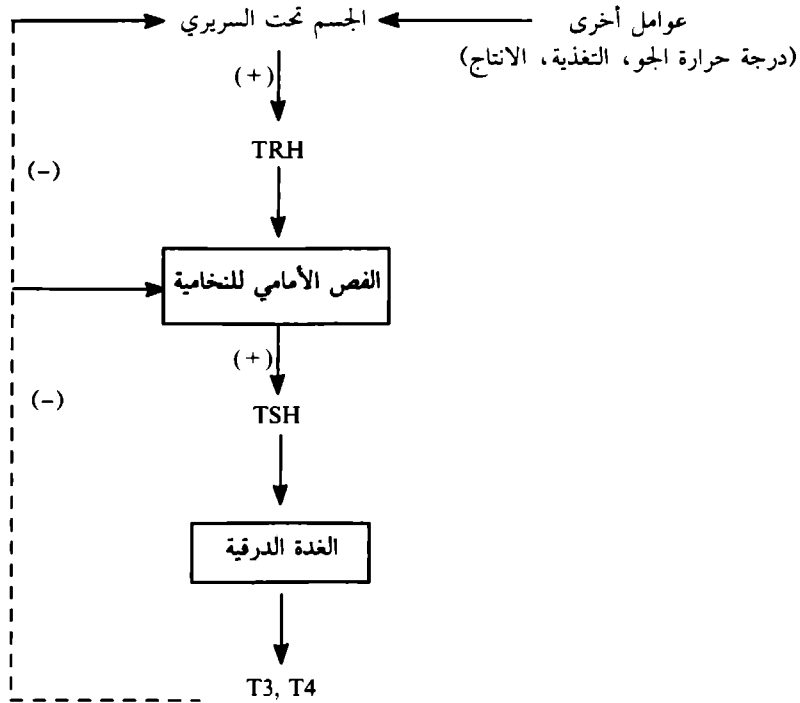 عوامل أخرى
(درجة حرارة الجو، التغذية، الانتاج)
الجسم تحت السريري
(+)
TRH
(−)
الفص الأمامي للنخامية
(+)
(−)
TSH
الغدة الدرقية
T3, T4